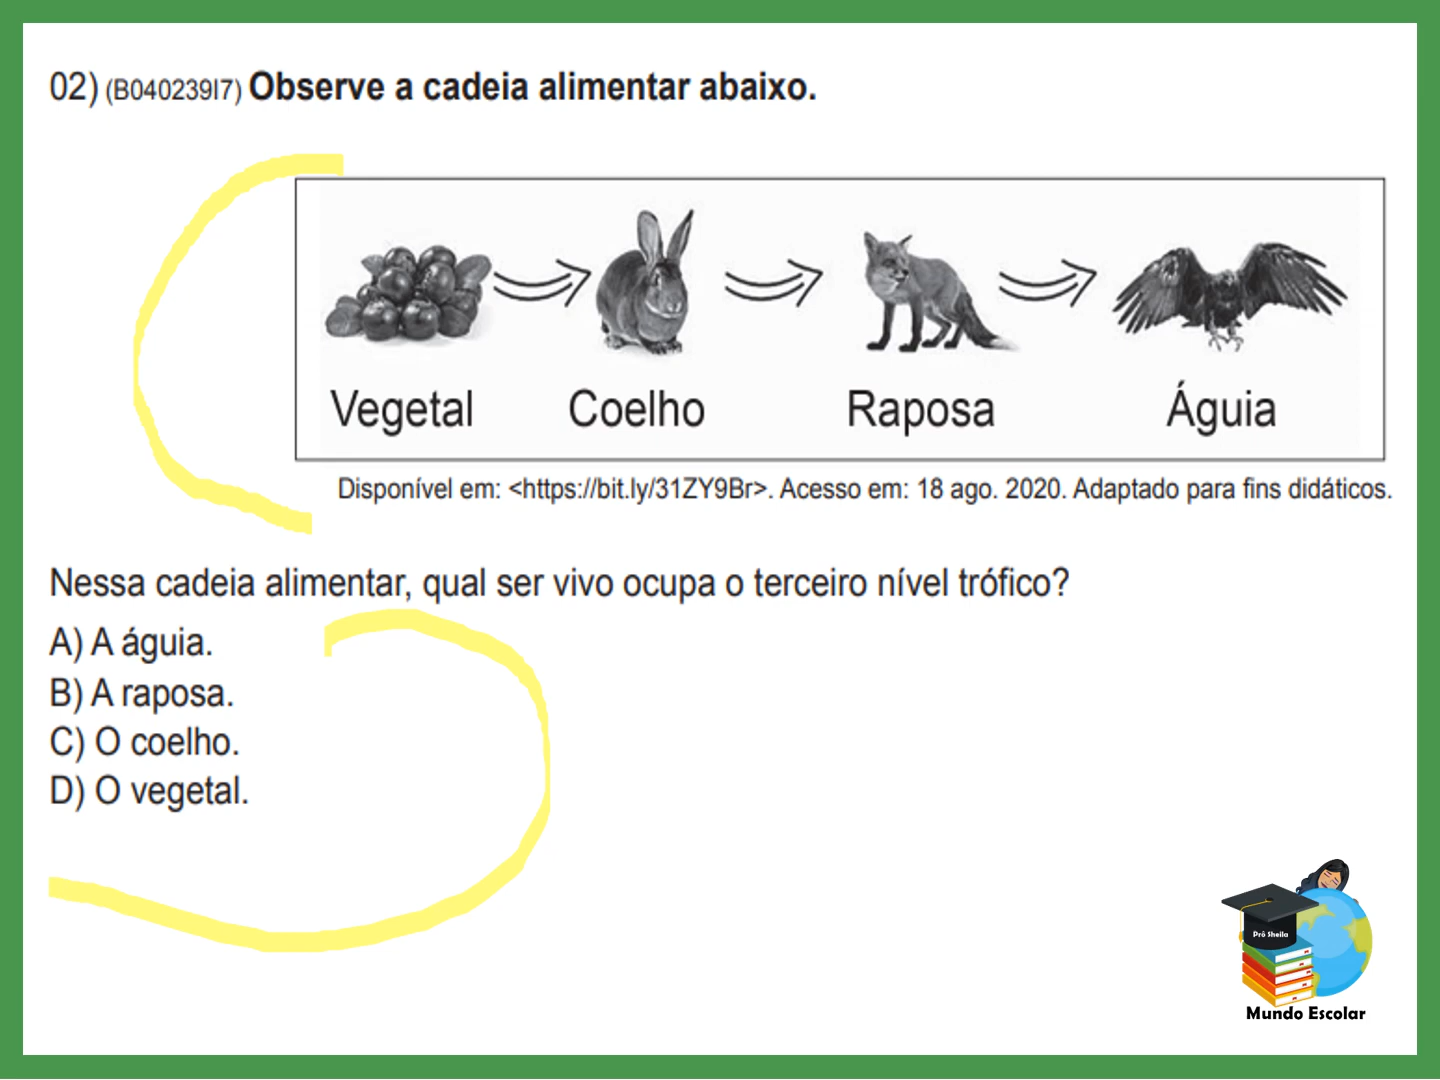 02) (B040239I7) Observe a cadeia alimentar abaixo.
Vegetal Coelho Raposa Águia
Disponível em: <https://bit.ly/31ZY9Br>. Acesso em: 18 ago. 2020. Adaptado para fins didáticos.
Nessa cadeia alimentar, qual ser vivo ocupa o terceiro nível trófico?
A) A águia.
B) A raposa.
C) O coelho.
D) O vegetal.
Prô Sheila
Mundo Escolar